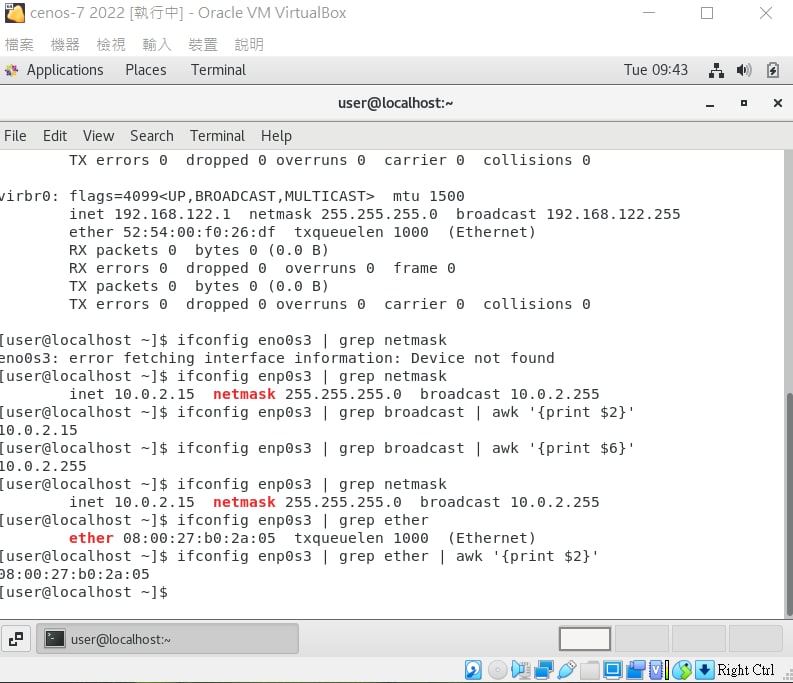 cenos-7 2022 [執行中] - Oracle VM VirtualBox
檔案 機器 檢視 輸入 裝置 說明
Applications Places Terminal Tue 09:43
user@localhost:~
File Edit View Search Terminal Help
TX errors 0  dropped 0 overruns 0  carrier 0  collisions 0
virbr0: flags=4099<UP,BROADCAST,MULTICAST>  mtu 1500
inet 192.168.122.1  netmask 255.255.255.0  broadcast 192.168.122.255
ether 52:54:00:f0:26:df  txqueuelen 1000  (Ethernet)
RX packets 0  bytes 0 (0.0 B)
RX errors 0  dropped 0  overruns 0  frame 0
TX packets 0  bytes 0 (0.0 B)
TX errors 0  dropped 0 overruns 0  carrier 0  collisions 0
[user@localhost ~]$ ifconfig eno0s3 | grep netmask
eno0s3: error fetching interface information: Device not found
[user@localhost ~]$ ifconfig enp0s3 | grep netmask
inet 10.0.2.15  netmask 255.255.255.0  broadcast 10.0.2.255
[user@localhost ~]$ ifconfig enp0s3 | grep broadcast | awk '{print $2}'
10.0.2.15
[user@localhost ~]$ ifconfig enp0s3 | grep broadcast | awk '{print $6}'
10.0.2.255
[user@localhost ~]$ ifconfig enp0s3 | grep netmask
inet 10.0.2.15  netmask 255.255.255.0  broadcast 10.0.2.255
[user@localhost ~]$ ifconfig enp0s3 | grep ether
ether 08:00:27:b0:2a:05  txqueuelen 1000  (Ethernet)
[user@localhost ~]$ ifconfig enp0s3 | grep ether | awk '{print $2}'
08:00:27:b0:2a:05
[user@localhost ~]$
user@localhost:~
Right Ctrl